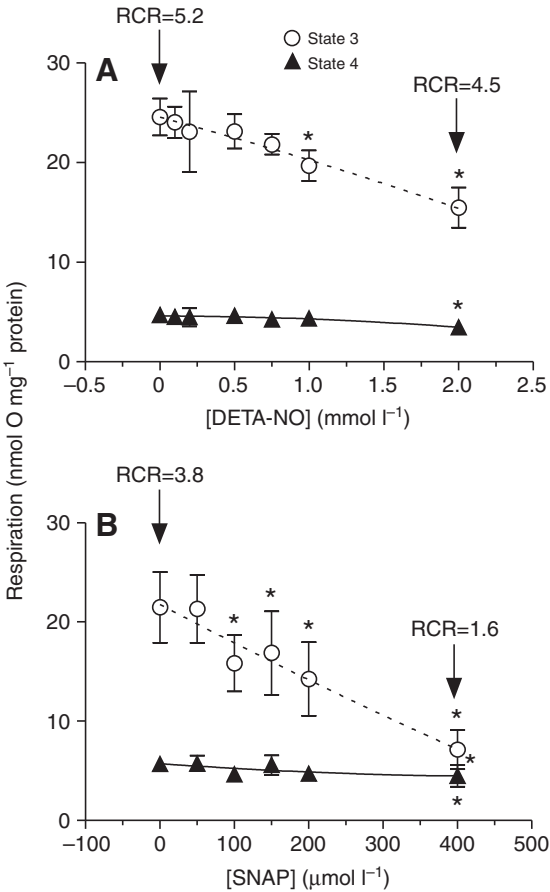 RCR=5.2
○ State 3
▲ State 4
A
RCR=4.5
30
20
10
0
*
*
*
−0.5 0 0.5 1.0 1.5 2.0 2.5
[DETA-NO] (mmol l⁻¹)
Respiration (nmol O mg⁻¹ protein)
RCR=3.8
B
RCR=1.6
30
20
10
0
*
*
*
*
*
*
−100 0 100 200 300 400 500
[SNAP] (μmol l⁻¹)